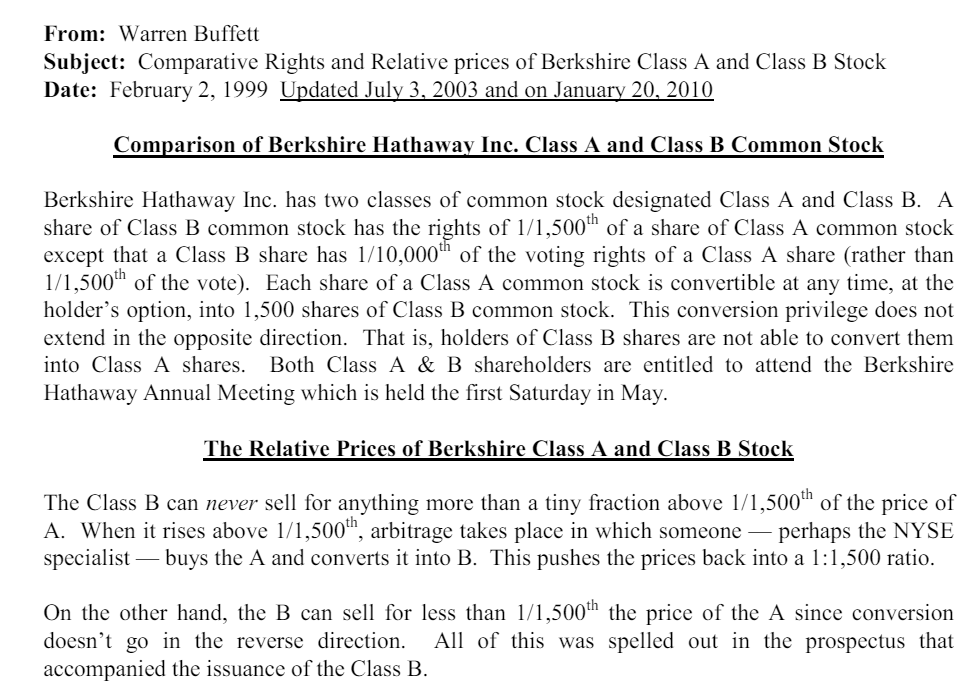 From: Warren Buffett
Subject: Comparative Rights and Relative prices of Berkshire Class A and Class B Stock
Date: February 2, 1999 Updated July 3, 2003 and on January 20, 2010
Comparison of Berkshire Hathaway Inc. Class A and Class B Common Stock
Berkshire Hathaway Inc. has two classes of common stock designated Class A and Class B. A
share of Class B common stock has the rights of 1/1,500th of a share of Class A common stock
except that a Class B share has 1/10,000th of the voting rights of a Class A share (rather than
1/1,500th of the vote). Each share of a Class A common stock is convertible at any time, at the
holder’s option, into 1,500 shares of Class B common stock. This conversion privilege does not
extend in the opposite direction. That is, holders of Class B shares are not able to convert them
into Class A shares. Both Class A & B shareholders are entitled to attend the Berkshire
Hathaway Annual Meeting which is held the first Saturday in May.
The Relative Prices of Berkshire Class A and Class B Stock
The Class B can never sell for anything more than a tiny fraction above 1/1,500th of the price of
A. When it rises above 1/1,500th, arbitrage takes place in which someone — perhaps the NYSE
specialist — buys the A and converts it into B. This pushes the prices back into a 1:1,500 ratio.
On the other hand, the B can sell for less than 1/1,500th the price of the A since conversion
doesn’t go in the reverse direction. All of this was spelled out in the prospectus that
accompanied the issuance of the Class B.